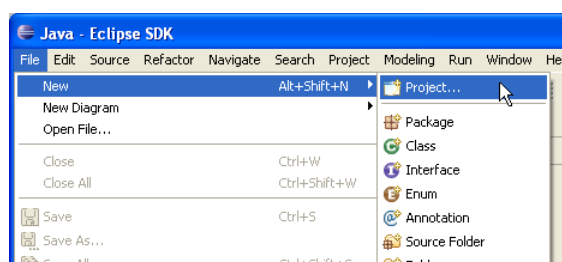 Java - Eclipse SDK
File Edit Source Refactor Navigate Search Project Modeling Run Window He
New Alt+Shift+N
New Diagram
Open File...
Close Ctrl+W
Close All Ctrl+Shift+W
Save Ctrl+S
Save As...
Project...
Package
Class
Interface
Enum
Annotation
Source Folder